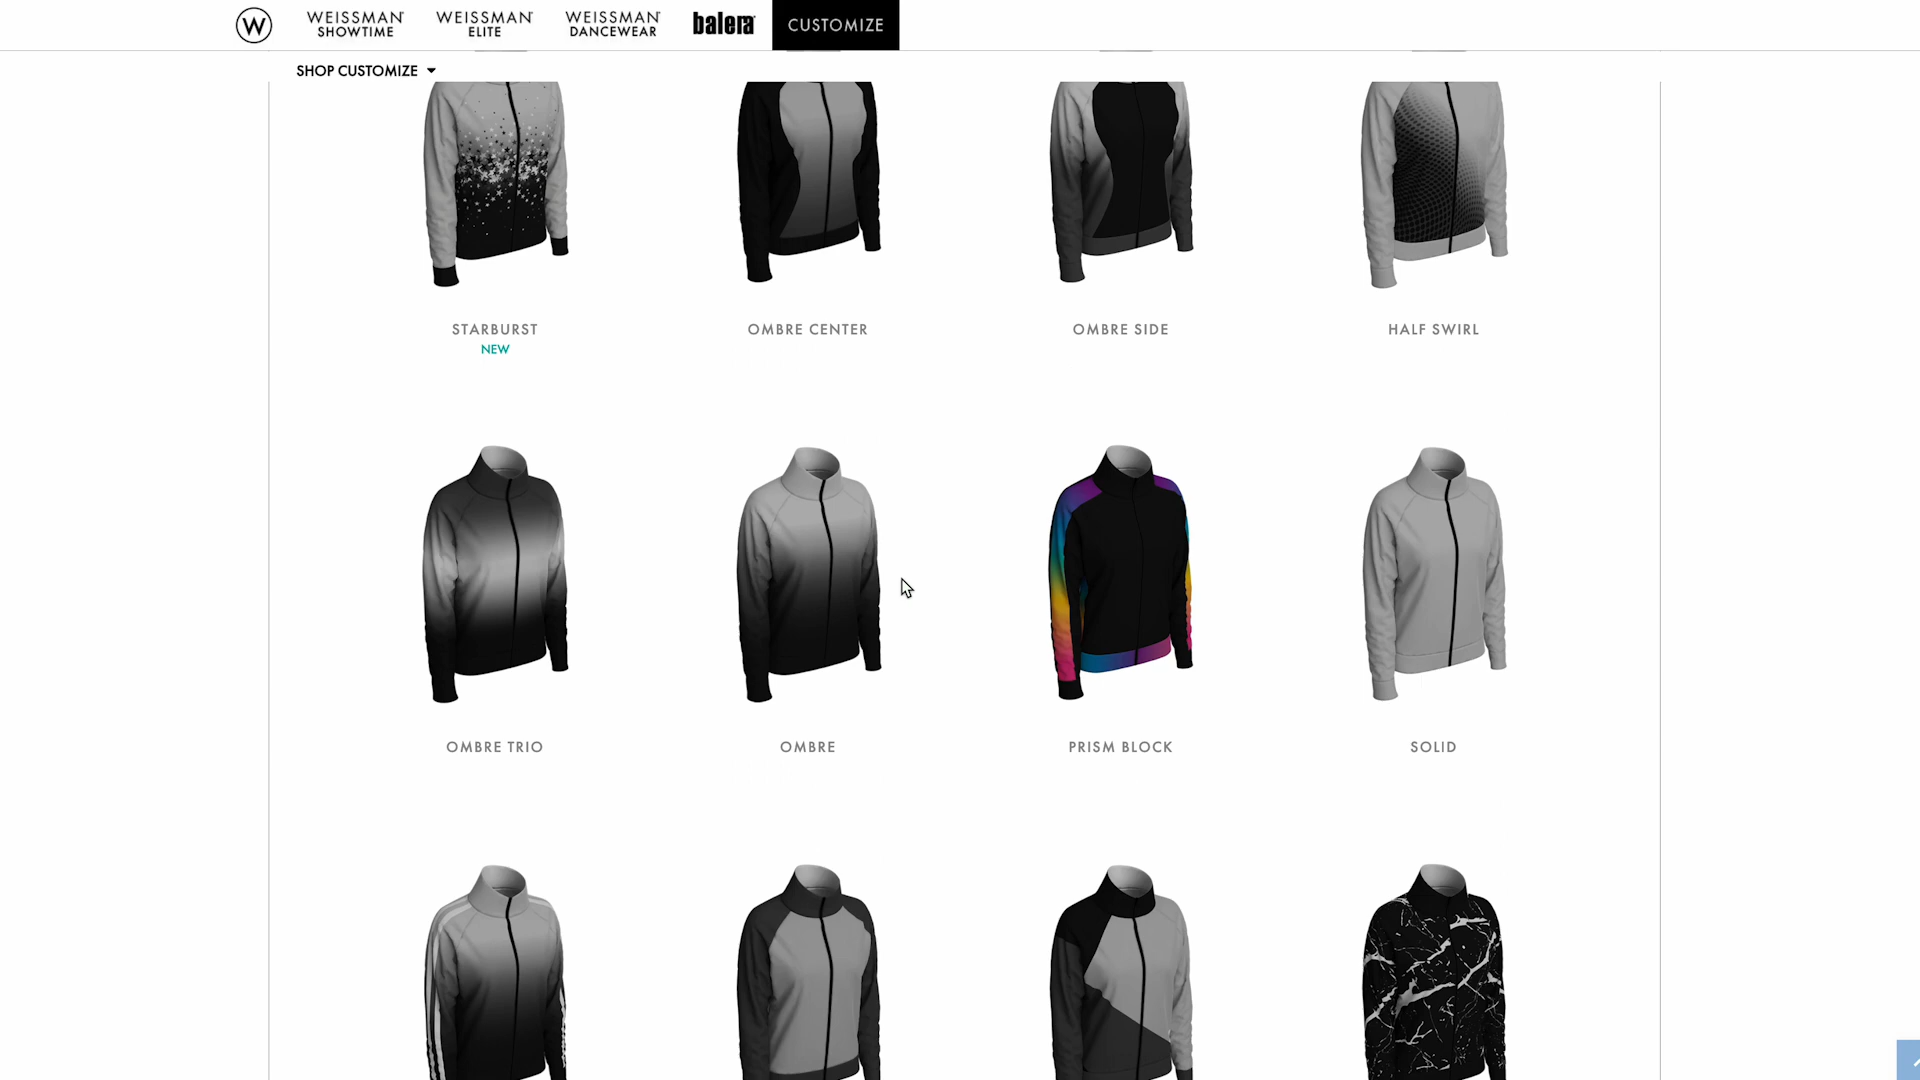 W
WEISSMAN
SHOWTIME
WEISSMAN
ELITE
WEISSMAN
DANCEWEAR
balera
CUSTOMIZE
SHOP CUSTOMIZE
STARBURST
NEW
OMBRE CENTER
OMBRE SIDE
HALF SWIRL
OMBRE TRIO
OMBRE
PRISM BLOCK
SOLID